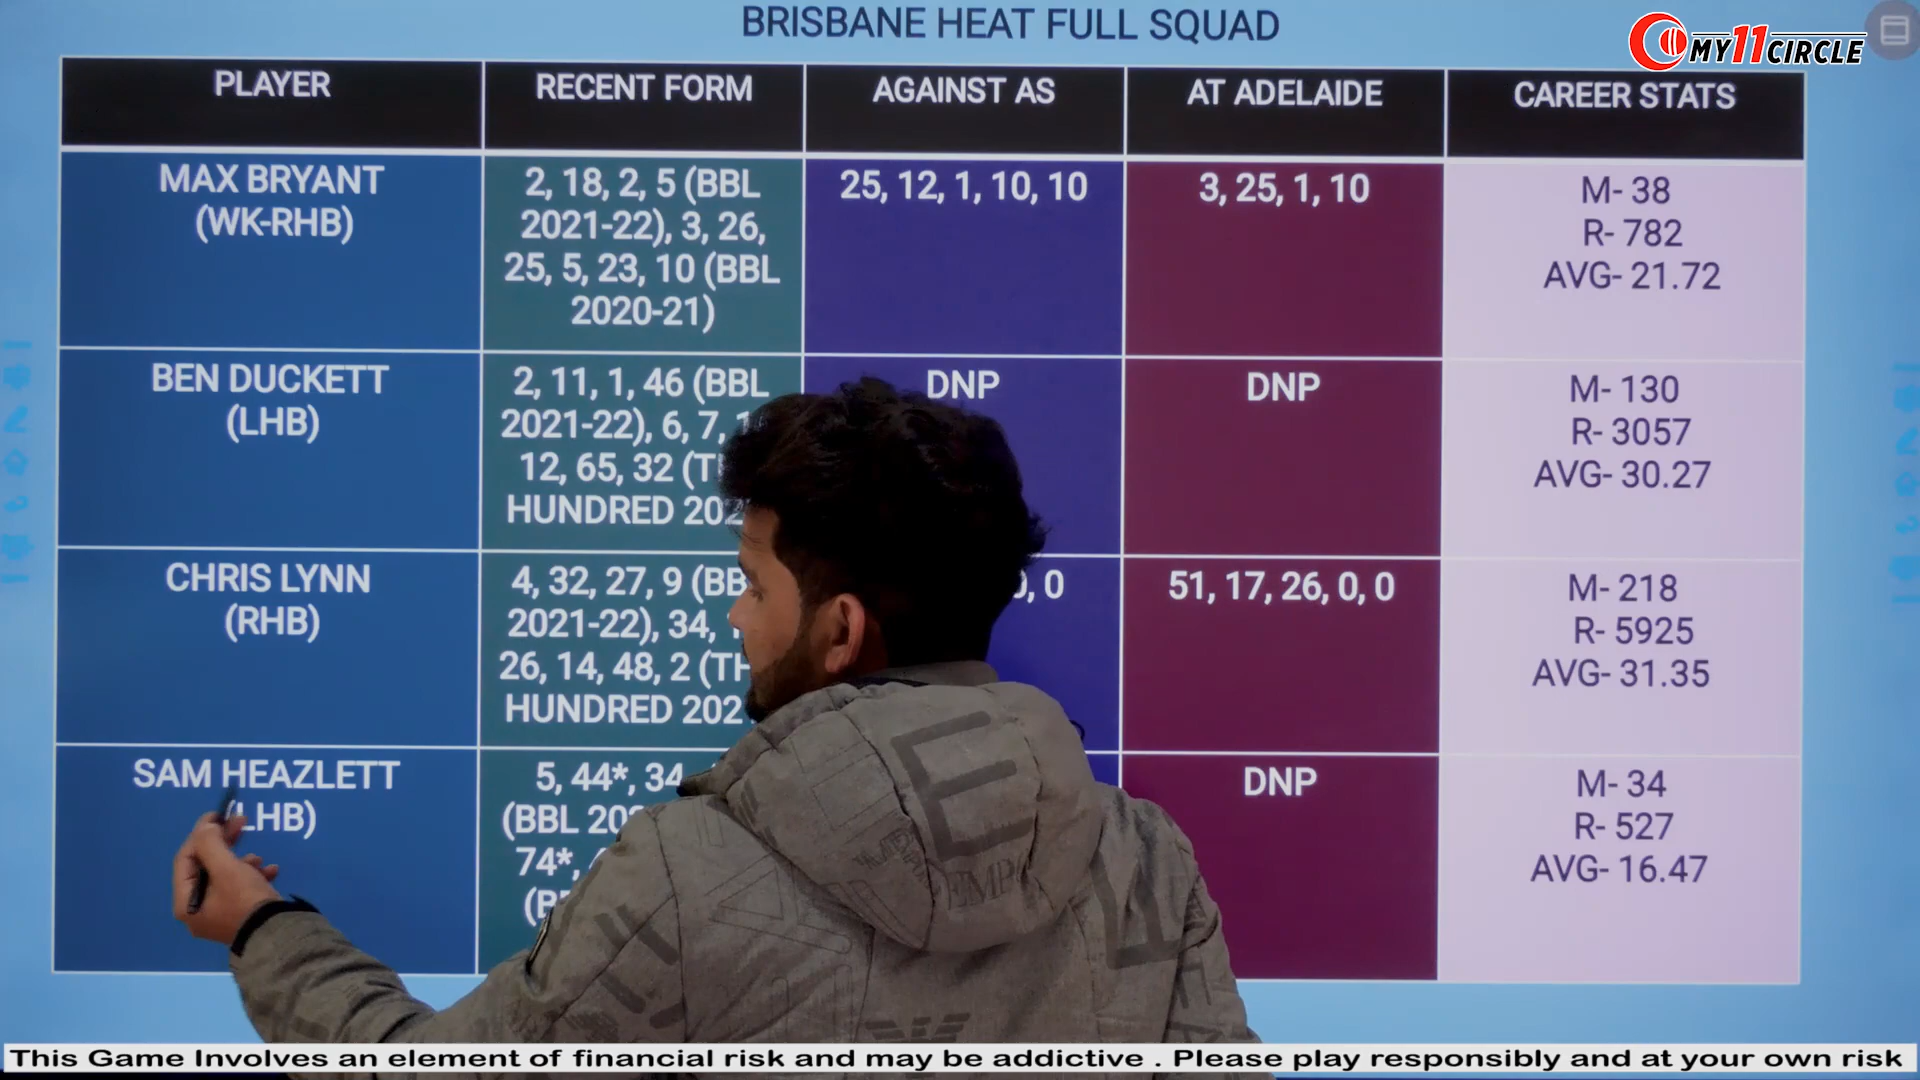 BRISBANE HEAT FULL SQUAD
MY11CIRCLE
PLAYER
RECENT FORM
AGAINST AS
AT ADELAIDE
CAREER STATS
MAX BRYANT
(WK-RHB)
2, 18, 2, 5 (BBL
2021-22), 3, 26,
25, 5, 23, 10 (BBL
2020-21)
25, 12, 1, 10, 10
3, 25, 1, 10
M- 38
R- 782
AVG- 21.72
BEN DUCKETT
(LHB)
2, 11, 1, 46 (BBL
2021-22), 6, 7,
12, 65, 32
HUNDRED
DNP
DNP
M- 130
R- 3057
AVG- 30.27
CHRIS LYNN
(RHB)
4, 32, 27, 9
2021-22), 34,
26, 14, 48, 2
HUNDRED
0
51, 17, 26, 0, 0
M- 218
R- 5925
AVG- 31.35
SAM HEAZLETT
(LHB)
5, 44*, 34
(BBL
74*,
DNP
M- 34
R- 527
AVG- 16.47
EMPO
This Game Involves an element of financial risk and may be addictive . Please play responsibly and at your own risk